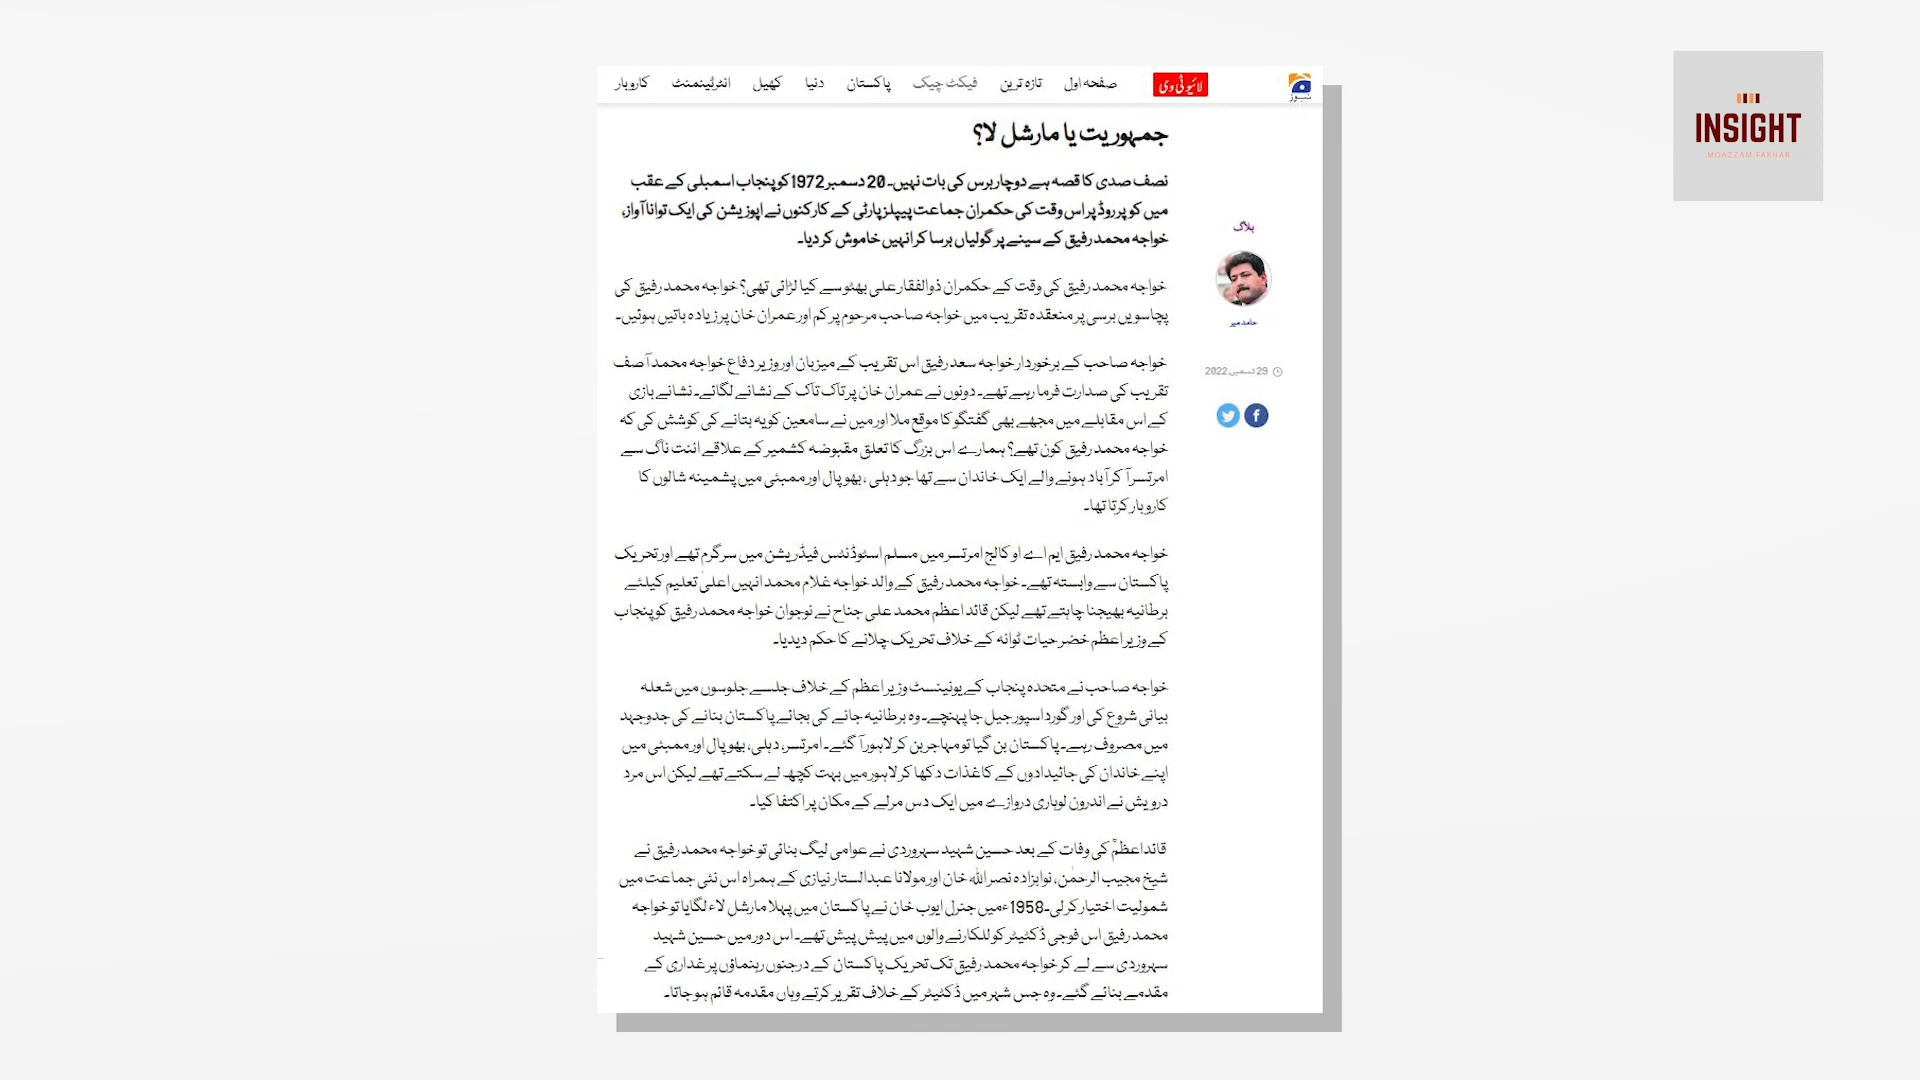 لائیو ٹی وی
صفحہ اول
تازہ ترین
فیکٹ چیک
پاکستان
دنیا
کھیل
انٹرٹینمنٹ
کاروبار
نیوز
INSIGHT
MOAZZAM FAKHAR
جمہوریت یا مارشل لا؟
نصف صدی کا قصہ ہے دوچار برس کی بات نہیں۔ 20 دسمبر 1972کو پنجاب اسمبلی کے عقب
میں کوپر روڈ پر اس وقت کی حکمران جماعت پیپلز پارٹی کے کارکنوں نے اپوزیشن کی ایک توانا آواز،
خواجہ محمد رفیق کے سینے پر گولیاں برسا کر انہیں خاموش کر دیا۔
بلاگ
حامد میر
29 دسمبر، 2022
خواجہ محمد رفیق کی وقت کے حکمران ذوالفقار علی بھٹو سے کیا لڑائی تھی؟ خواجہ محمد رفیق کی
پچاسویں برسی پر منعقدہ تقریب میں خواجہ صاحب مرحوم پر کم اور عمران خان پر زیادہ باتیں ہوئیں۔
خواجہ صاحب کے برخوردار خواجہ سعد رفیق اس تقریب کے میزبان اور وزیر دفاع خواجہ محمد آصف
تقریب کی صدارت فرما رہے تھے۔ دونوں نے عمران خان پر تاک تاک کے نشانے لگائے۔ نشانے بازی
کے اس مقابلے میں مجھے بھی گفتگو کا موقع ملا اور میں نے سامعین کو یہ بتانے کی کوشش کی کہ
خواجہ محمد رفیق کون تھے؟ ہمارے اس بزرگ کا تعلق مقبوضہ کشمیر کے علاقے اننت ناگ سے
امرتسر آ کر آباد ہونے والے ایک خاندان سے تھا جو دہلی ، بھوپال اور ممبئی میں پشمینہ شالوں کا
کاروبار کرتا تھا۔
خواجہ محمد رفیق ایم اے او کالج امرتسر میں مسلم اسٹوڈنٹس فیڈریشن میں سرگرم تھے اور تحریک
پاکستان سے وابستہ تھے۔ خواجہ محمد رفیق کے والد خواجہ غلام محمد انہیں اعلیٰ تعلیم کیلئے
برطانیہ بھیجنا چاہتے تھے لیکن قائد اعظم محمد علی جناح نے نوجوان خواجہ محمد رفیق کو پنجاب
کے وزیر اعظم خضر حیات ٹوانہ کے خلاف تحریک چلانے کا حکم دیدیا۔
خواجہ صاحب نے متحدہ پنجاب کے یونینسٹ وزیر اعظم کے خلاف جلسے جلوسوں میں شعلہ
بیانی شروع کی اور گورداسپور جیل جا پہنچے۔ وہ برطانیہ جانے کی بجائے پاکستان بنانے کی جدوجہد
میں مصروف رہے۔ پاکستان بن گیا تو مہاجر بن کر لاہور آ گئے۔ امرتسر، دہلی، بھوپال اور ممبئی میں
اپنے خاندان کی جائیدادوں کے کاغذات دکھا کر لاہور میں بہت کچھ لے سکتے تھے لیکن اس مرد
درویش نے اندرون لوہاری دروازے میں ایک دس مرلے کے مکان پر اکتفا کیا۔
قائداعظمؒ کی وفات کے بعد حسین شہید سہروردی نے عوامی لیگ بنائی تو خواجہ محمد رفیق نے
شیخ مجیب الرحمٰن، نوابزادہ نصر اللہ خان اور مولانا عبدالستار نیازی کے ہمراہ اس نئی جماعت میں
شمولیت اختیار کر لی۔1958ء میں جنرل ایوب خان نے پاکستان میں پہلا مارشل لاء لگایا تو خواجہ
محمد رفیق اس فوجی ڈکٹیٹر کو للکارنے والوں میں پیش پیش تھے۔ اس دور میں حسین شہید
سہروردی سے لے کر خواجہ محمد رفیق تک تحریک پاکستان کے درجنوں رہنماؤں پر غداری کے
مقدمے بنائے گئے۔ وہ جس شہر میں ڈکٹیٹر کے خلاف تقریر کرتے وہاں مقدمہ قائم ہو جاتا۔